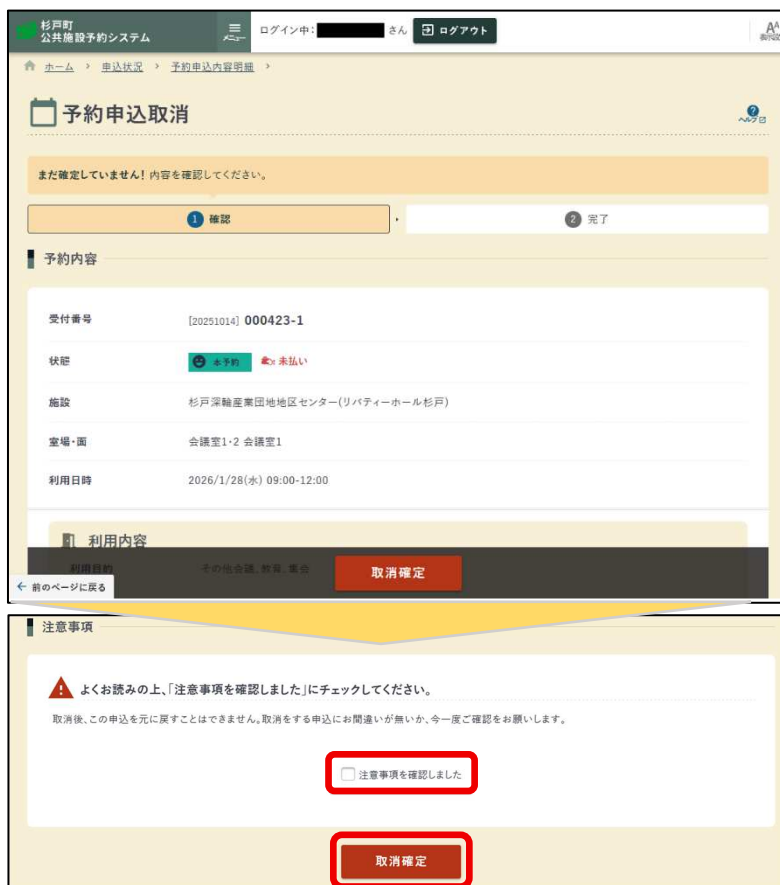 杉戸町
公共施設予約システム
メニュー
ログイン中: さん ログアウト
ホーム > 申込状況 > 予約申込内容明細 >
予約申込取消
ヘルプ
まだ確定していません! 内容を確認してください。
1 確認
2 完了
予約内容
受付番号 [20251014] 000423-1
状態 本予約 未払い
施設 杉戸深輪産業団地地区センター(リバティーホール杉戸)
室場・面 会議室1・2 会議室1
利用日時 2026/1/28(水) 09:00-12:00
利用内容
利用目的 その他会議、教育、集会
取消確定
← 前のページに戻る
注意事項
よくお読みの上、「注意事項を確認しました」にチェックしてください。
取消後、この申込を元に戻すことはできません。取消をする申込にお間違いが無いか、今一度ご確認をお願いします。
注意事項を確認しました
取消確定